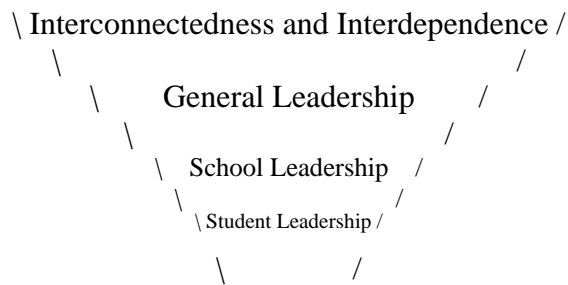 \ Interconnectedness and Interdependence /
\ /
\ General Leadership /
\ /
\ School Leadership /
\ /
\ Student Leadership /
\ /